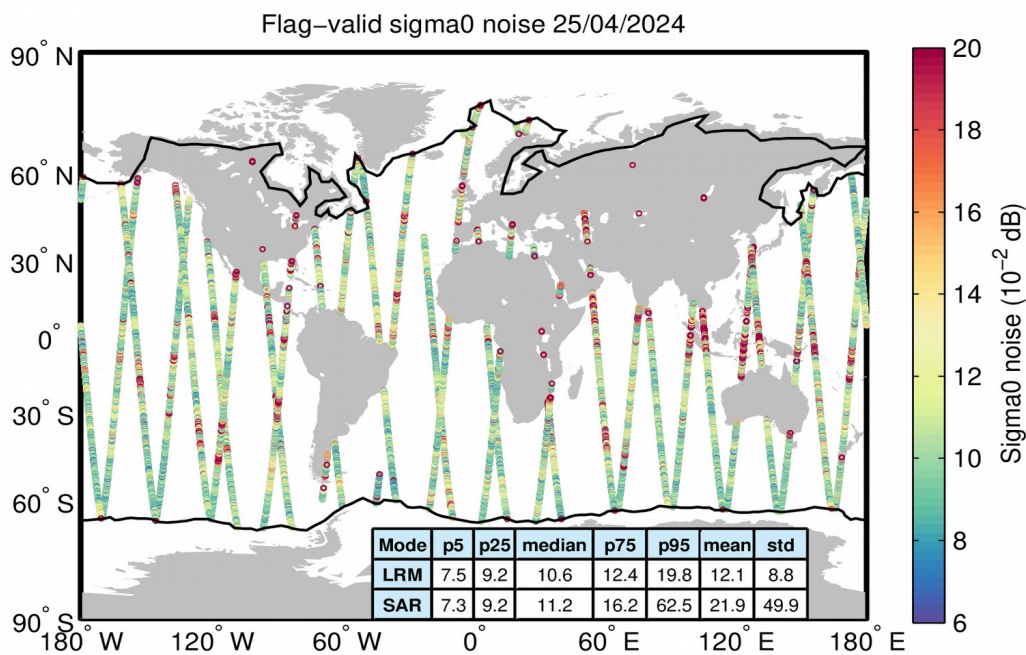 Flag−valid sigma0 noise 25/04/2024
90° N
60° N
30° N
0°
30° S
60° S
90° S
180° W 120° W 60° W 0° 60° E 120° E 180° E
20
18
16
14
12
10
8
6
Sigma0 noise (10⁻² dB)
Mode p5 p25 median p75 p95 mean std
LRM 7.5 9.2 10.6 12.4 19.8 12.1 8.8
SAR 7.3 9.2 11.2 16.2 62.5 21.9 49.9